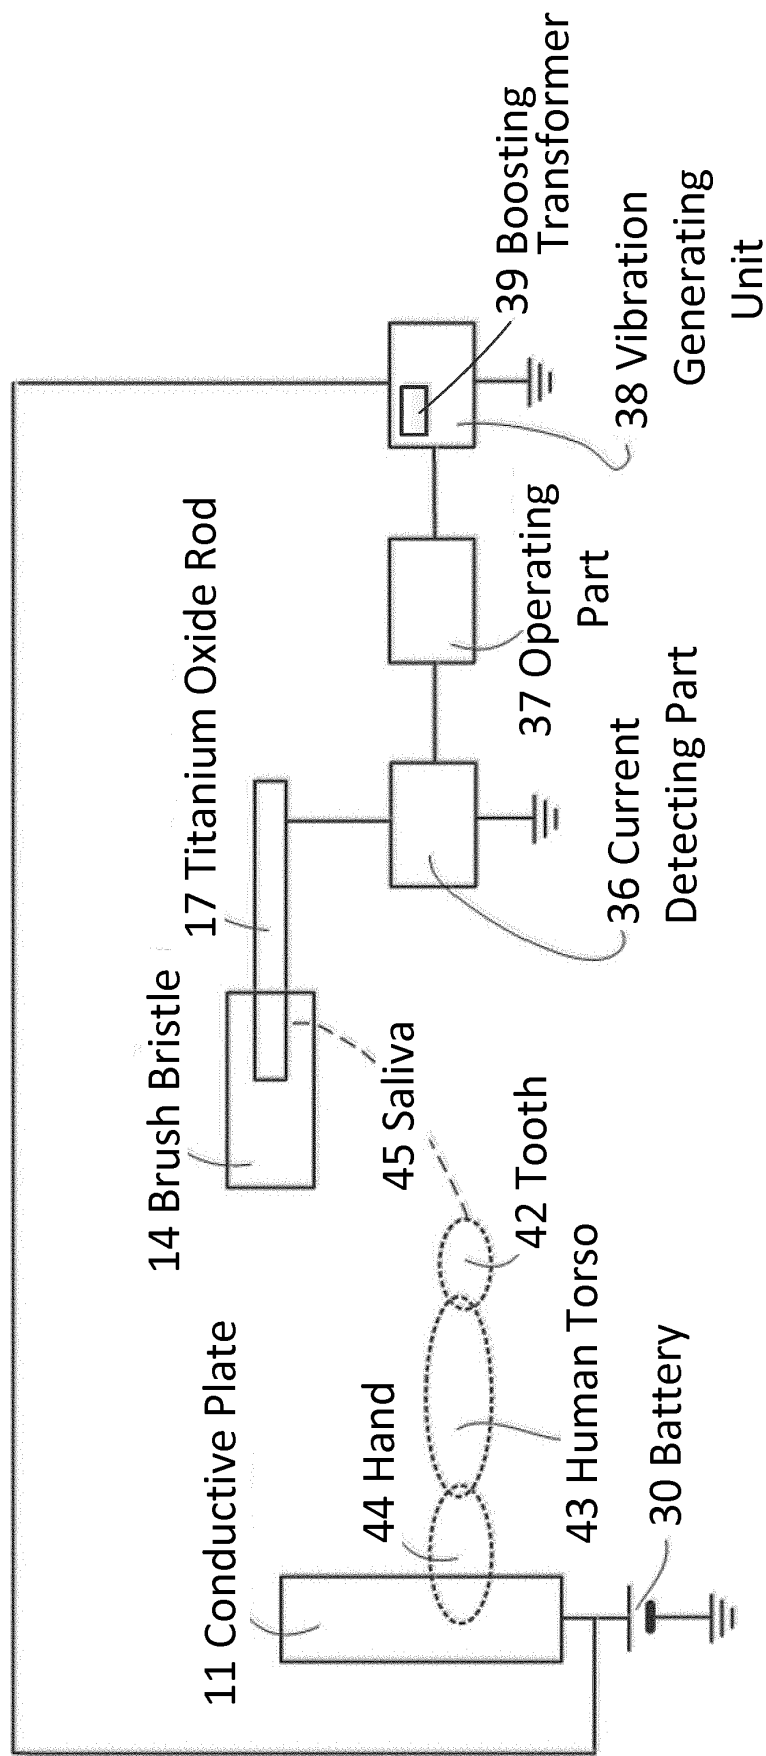 11 Conductive Plate
14 Brush Bristle
17 Titanium Oxide Rod
44 Hand
45 Saliva
42 Tooth
43 Human Torso
30 Battery
36 Current
Detecting Part
37 Operating
Part
39 Boosting
Transformer
38 Vibration
Generating
Unit